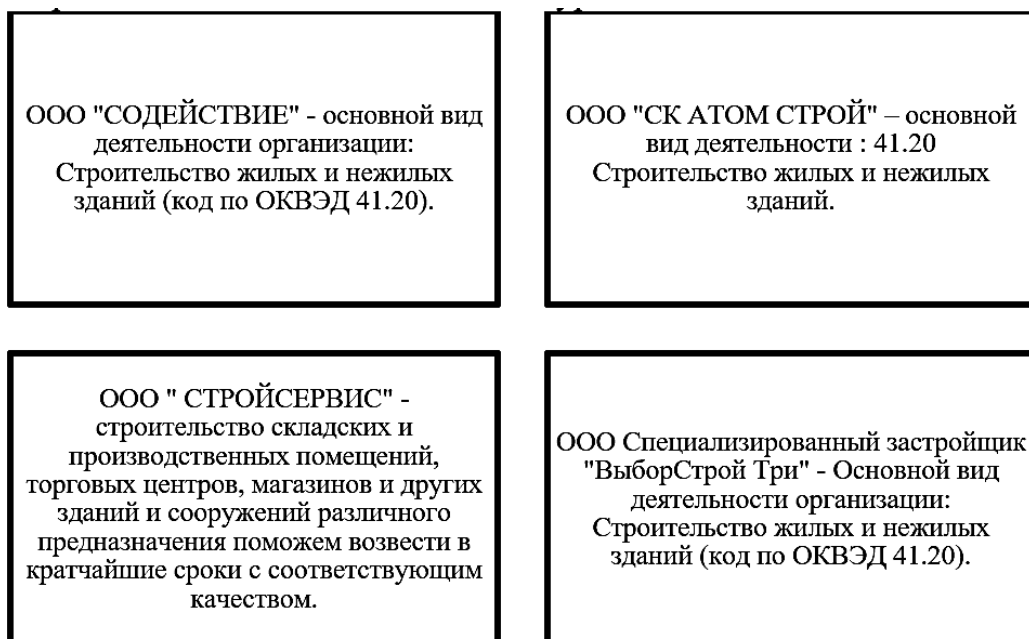 ООО "СОДЕЙСТВИЕ" - основной вид
деятельности организации:
Строительство жилых и нежилых
зданий (код по ОКВЭД 41.20).
ООО "СК АТОМ СТРОЙ" – основной
вид деятельности : 41.20
Строительство жилых и нежилых
зданий.
ООО " СТРОЙСЕРВИС" -
строительство складских и
производственных помещений,
торговых центров, магазинов и других
зданий и сооружений различного
предназначения поможем возвести в
кратчайшие сроки с соответствующим
качеством.
ООО Специализированный застройщик
"ВыборСтрой Три" - Основной вид
деятельности организации:
Строительство жилых и нежилых
зданий (код по ОКВЭД 41.20).